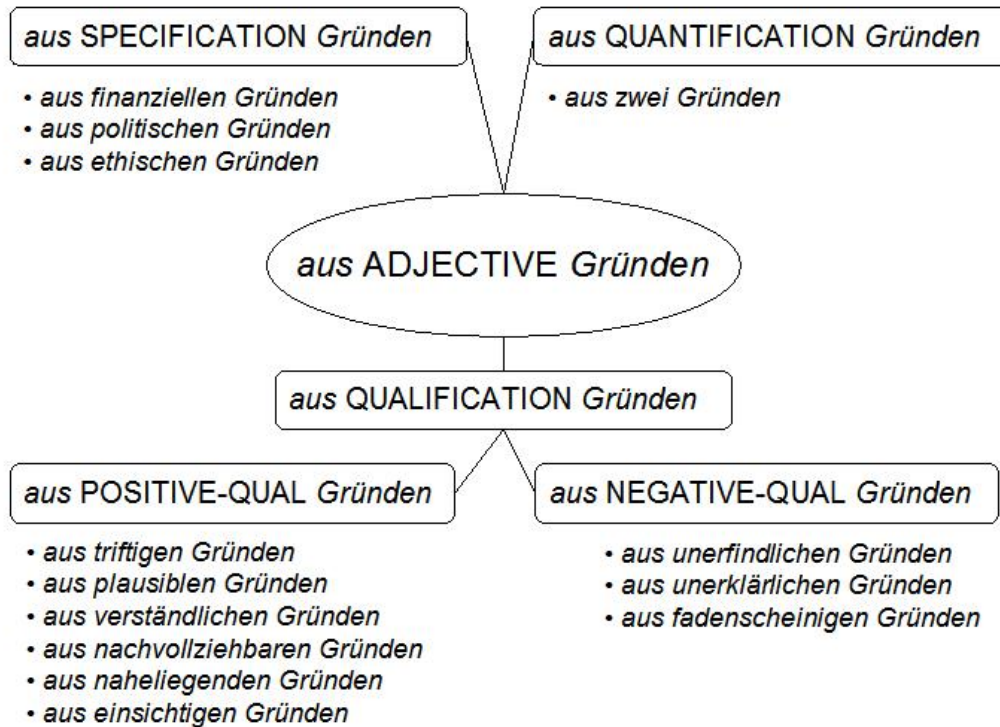 aus SPECIFICATION Gründen
• aus finanziellen Gründen
• aus politischen Gründen
• aus ethischen Gründen
aus QUANTIFICATION Gründen
• aus zwei Gründen
aus ADJECTIVE Gründen
aus QUALIFICATION Gründen
aus POSITIVE-QUAL Gründen
• aus triftigen Gründen
• aus plausiblen Gründen
• aus verständlichen Gründen
• aus nachvollziehbaren Gründen
• aus naheliegenden Gründen
• aus einsichtigen Gründen
aus NEGATIVE-QUAL Gründen
• aus unerfindlichen Gründen
• aus unerklärlichen Gründen
• aus fadenscheinigen Gründen